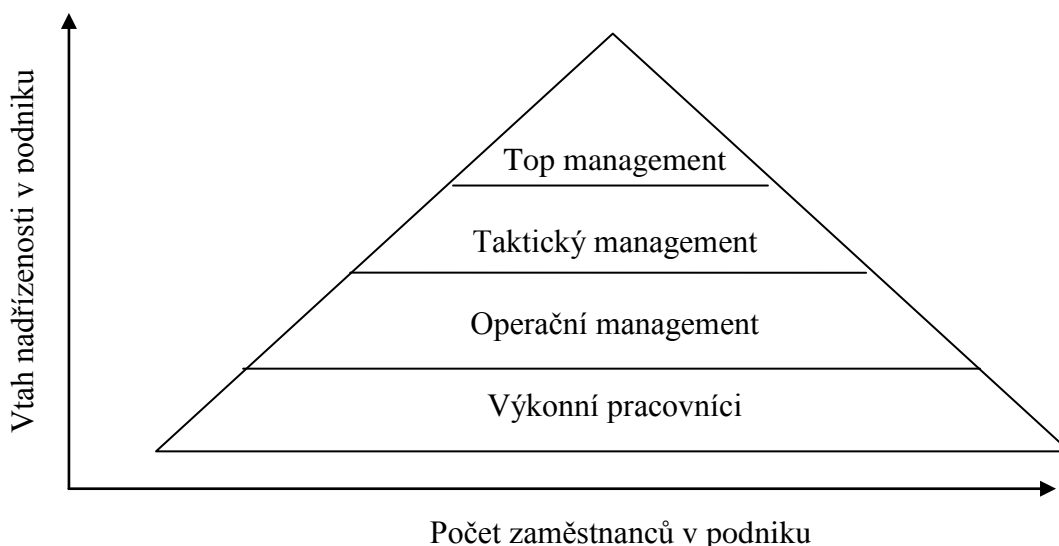 Vtah nadřízenosti v podniku
Top management
Taktický management
Operační management
Výkonní pracovníci
Počet zaměstnanců v podniku